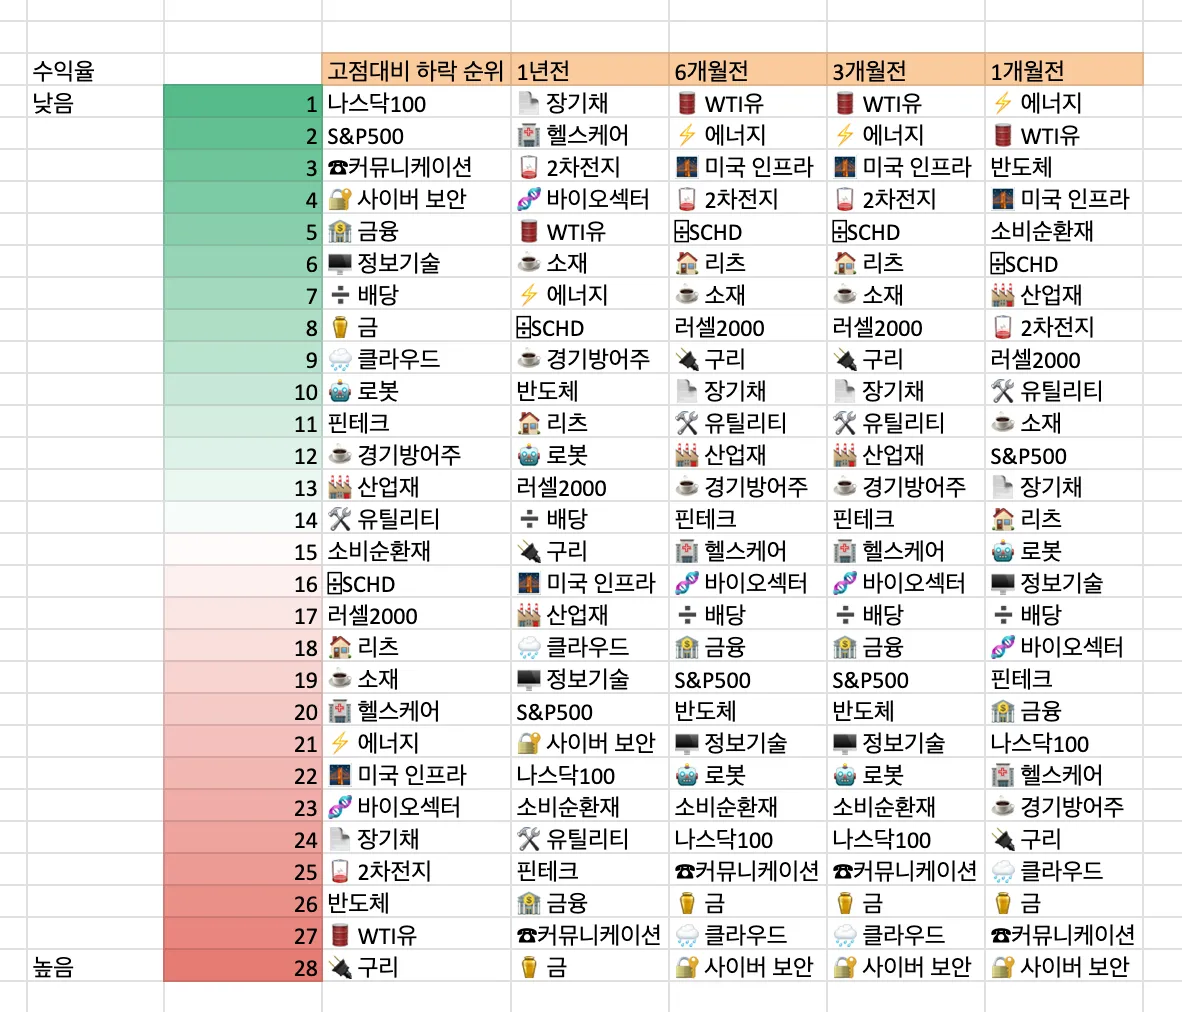 수익율 고점대비 하락 순위 1년전 6개월전 3개월전 1개월전
낮음 1 나스닥100 장기채 WTI유 WTI유 에너지
2 S&P500 헬스케어 에너지 에너지 WTI유
3 커뮤니케이션 2차전지 미국 인프라 미국 인프라 반도체
4 사이버 보안 바이오섹터 2차전지 2차전지 미국 인프라
5 금융 WTI유 SCHD SCHD 소비순환재
6 정보기술 소재 리츠 리츠 SCHD
7 배당 에너지 소재 소재 산업재
8 금 SCHD 러셀2000 러셀2000 2차전지
9 클라우드 경기방어주 구리 구리 러셀2000
10 로봇 반도체 장기채 장기채 유틸리티
11 핀테크 리츠 유틸리티 유틸리티 소재
12 경기방어주 로봇 산업재 산업재 S&P500
13 산업재 러셀2000 경기방어주 경기방어주 장기채
14 유틸리티 배당 핀테크 핀테크 리츠
15 소비순환재 구리 헬스케어 헬스케어 로봇
16 SCHD 미국 인프라 바이오섹터 바이오섹터 정보기술
17 러셀2000 산업재 배당 배당 배당
18 리츠 클라우드 금융 금융 바이오섹터
19 소재 정보기술 S&P500 S&P500 핀테크
20 헬스케어 S&P500 반도체 반도체 금융
21 에너지 사이버 보안 정보기술 정보기술 나스닥100
22 미국 인프라 나스닥100 로봇 로봇 헬스케어
23 바이오섹터 소비순환재 소비순환재 소비순환재 경기방어주
24 장기채 유틸리티 나스닥100 나스닥100 구리
25 2차전지 핀테크 커뮤니케이션 커뮤니케이션 클라우드
26 반도체 금융 금 금 금
27 WTI유 커뮤니케이션 클라우드 클라우드 커뮤니케이션
높음 28 구리 금 사이버 보안 사이버 보안 사이버 보안